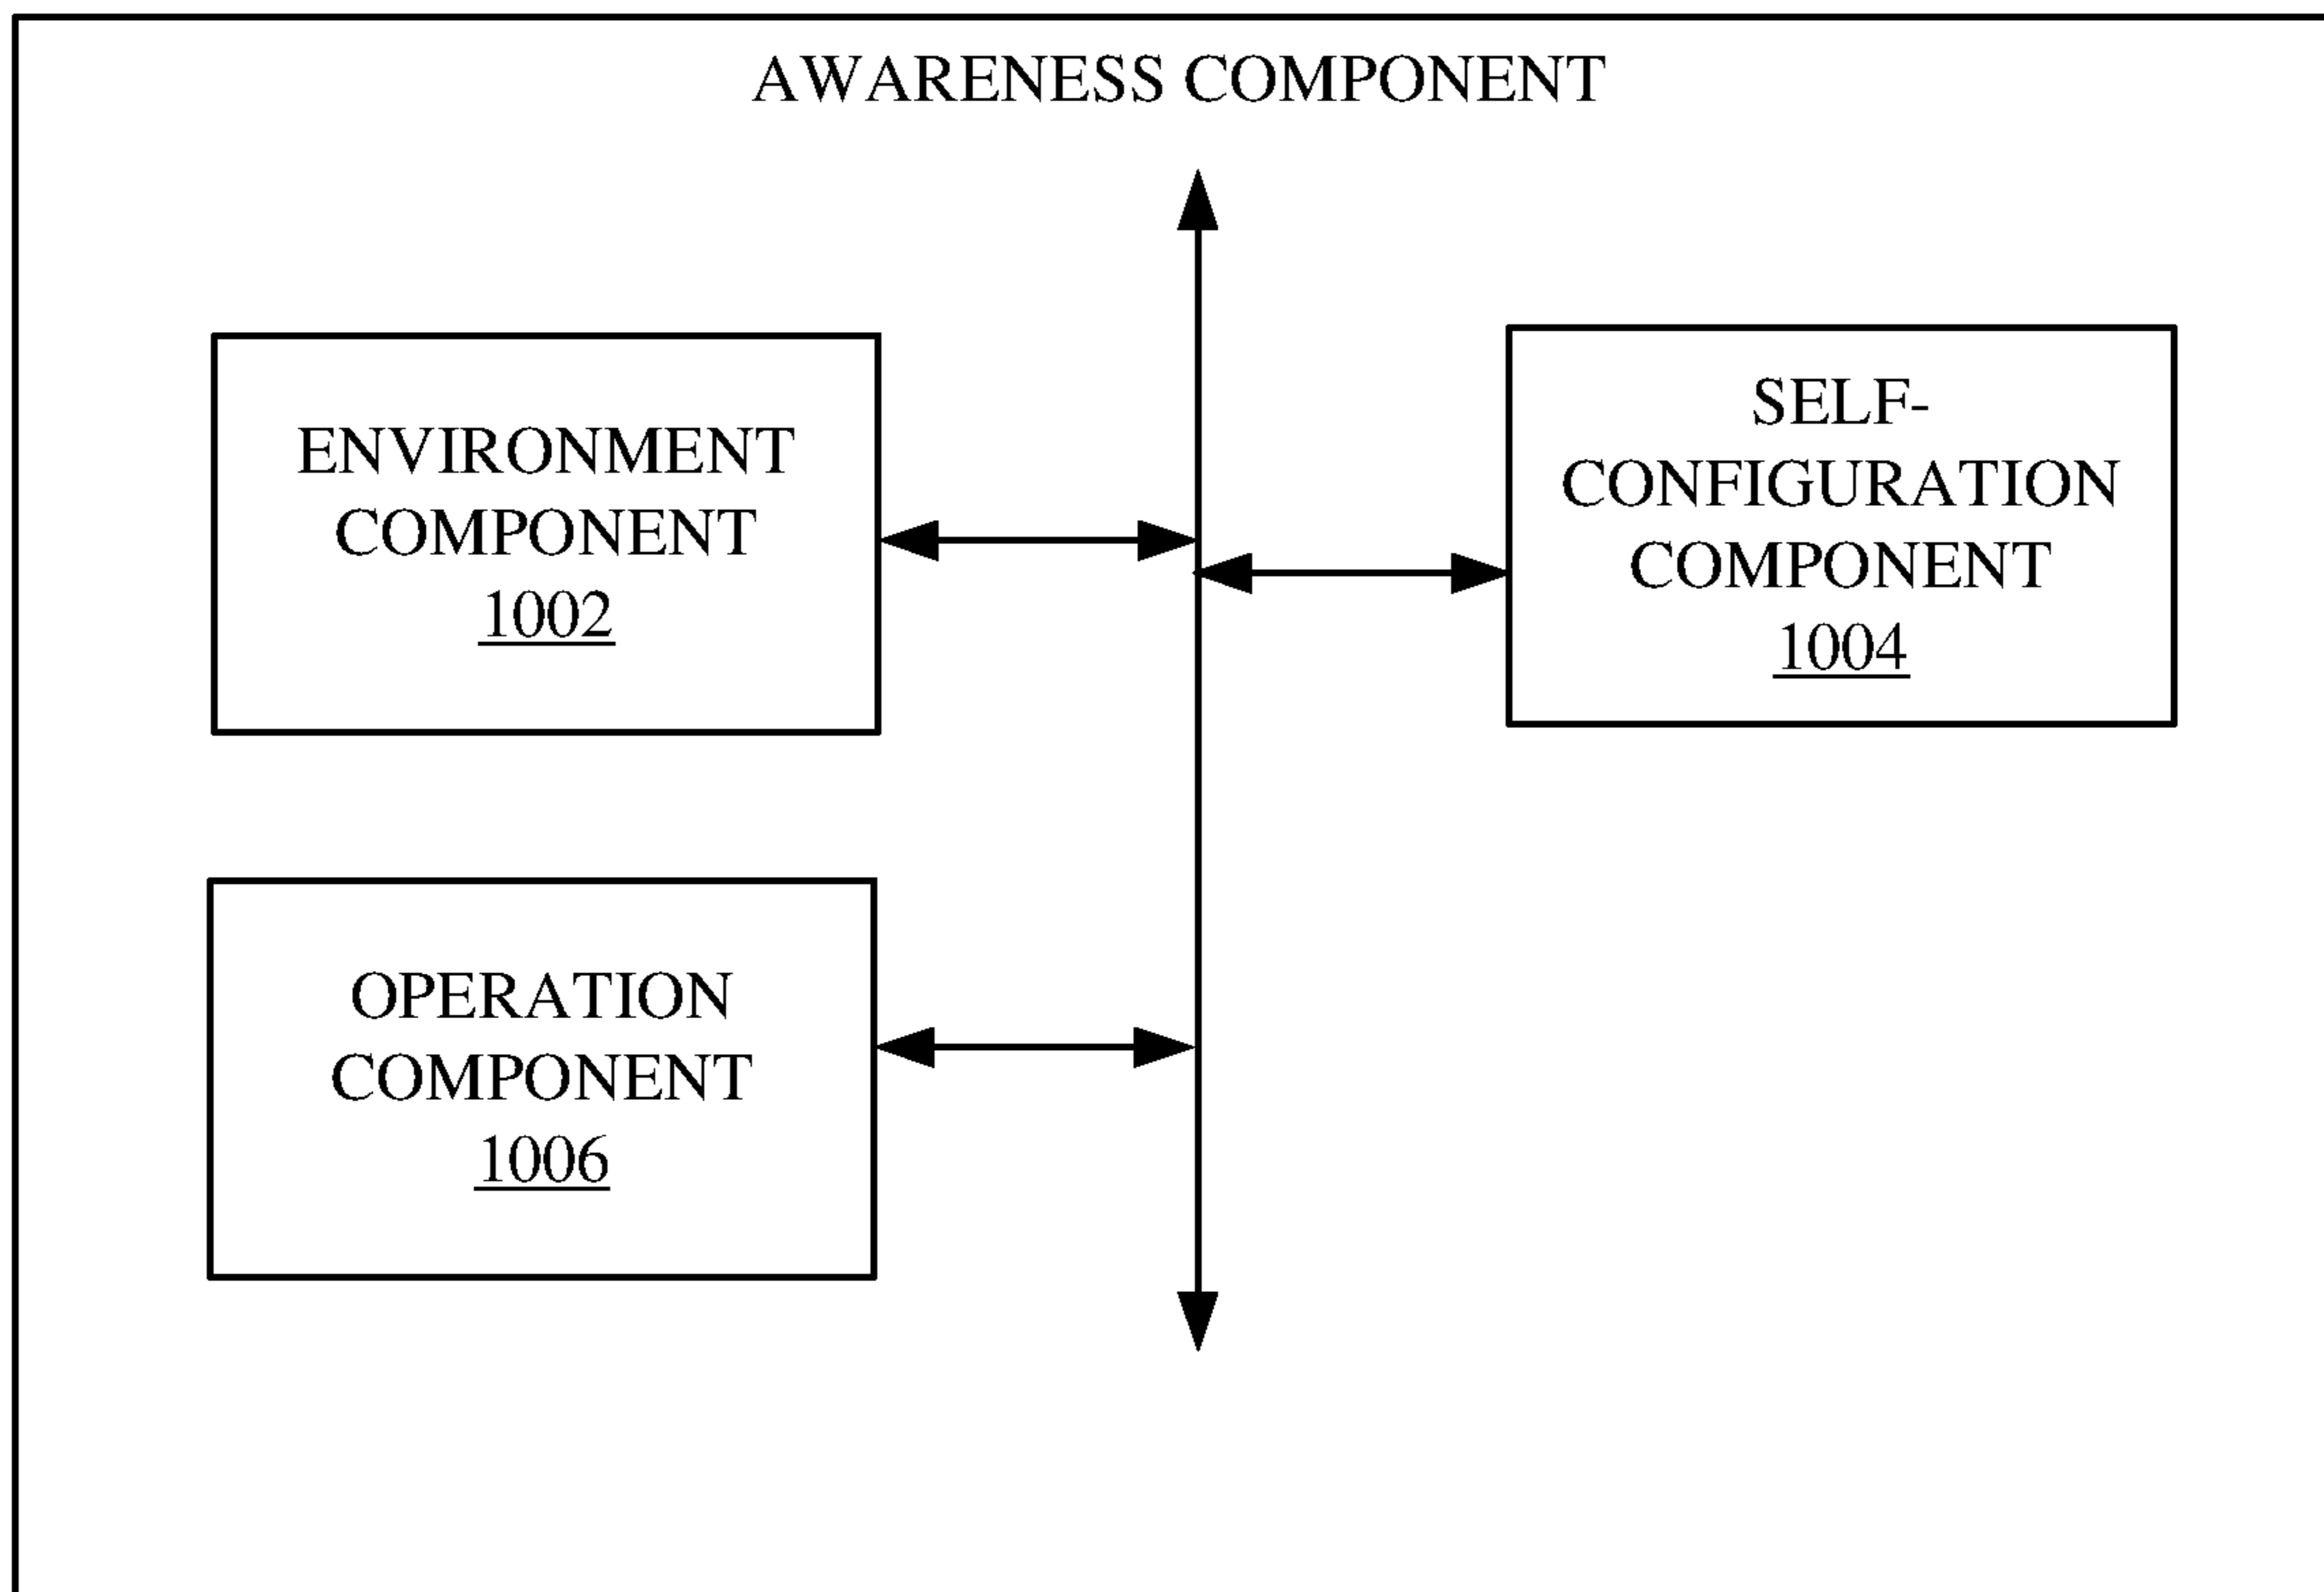 AWARENESS COMPONENT
ENVIRONMENT
COMPONENT
1002
SELF-
CONFIGURATION
COMPONENT
1004
OPERATION
COMPONENT
1006